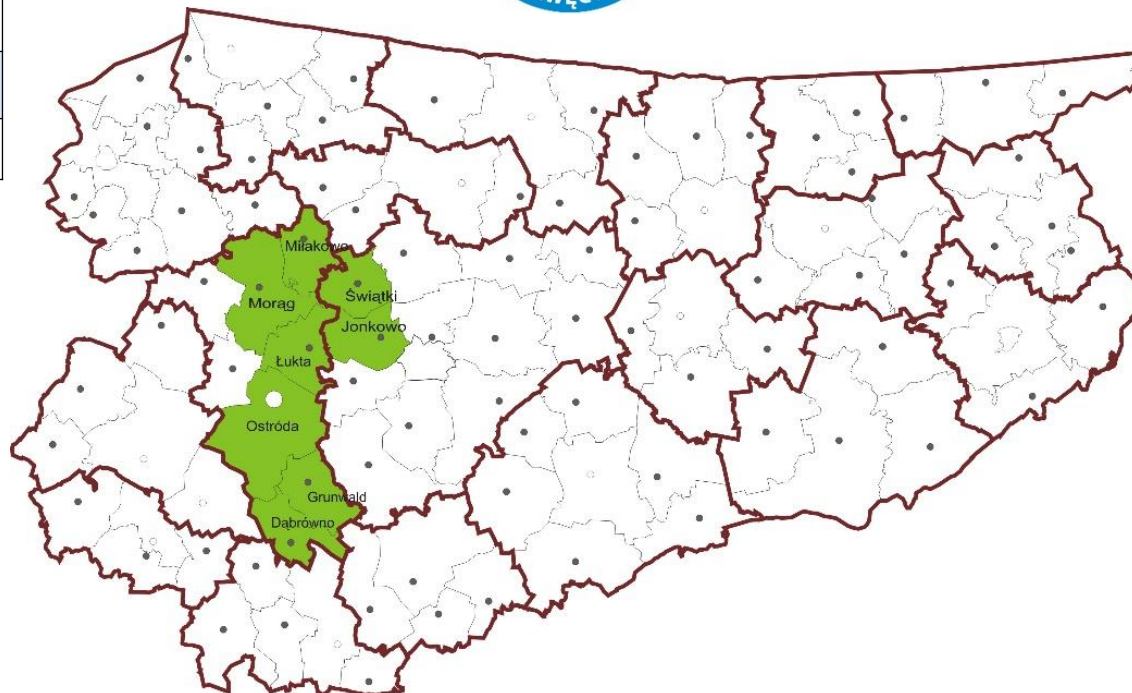 Miłakowo
Morąg
Świątki
Jonkowo
Łukta
Ostróda
Grunwald
Dąbrówno